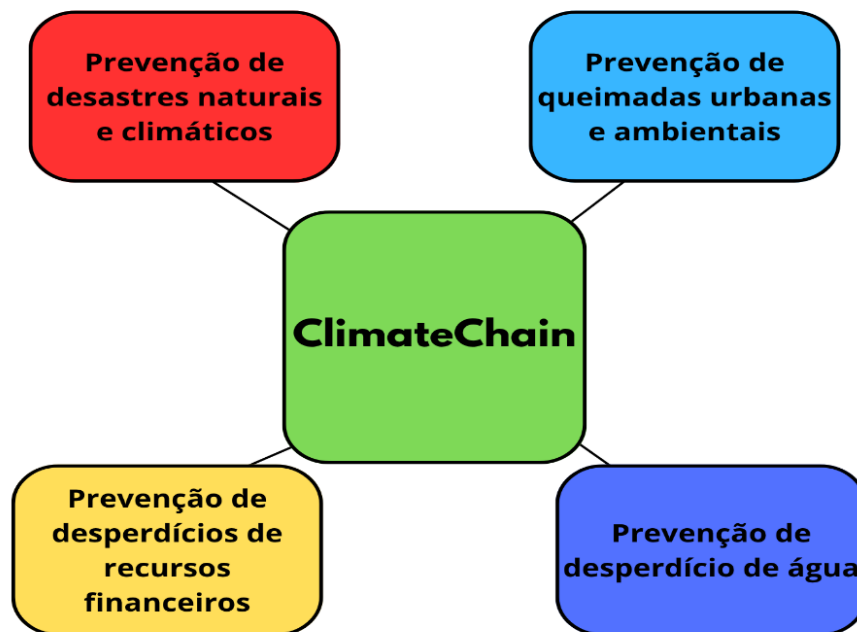 Prevenção de
desastres naturais
e climáticos
Prevenção de
queimadas urbanas
e ambientais
ClimateChain
Prevenção de
desperdícios de
recursos
financeiros
Prevenção de
desperdício de água